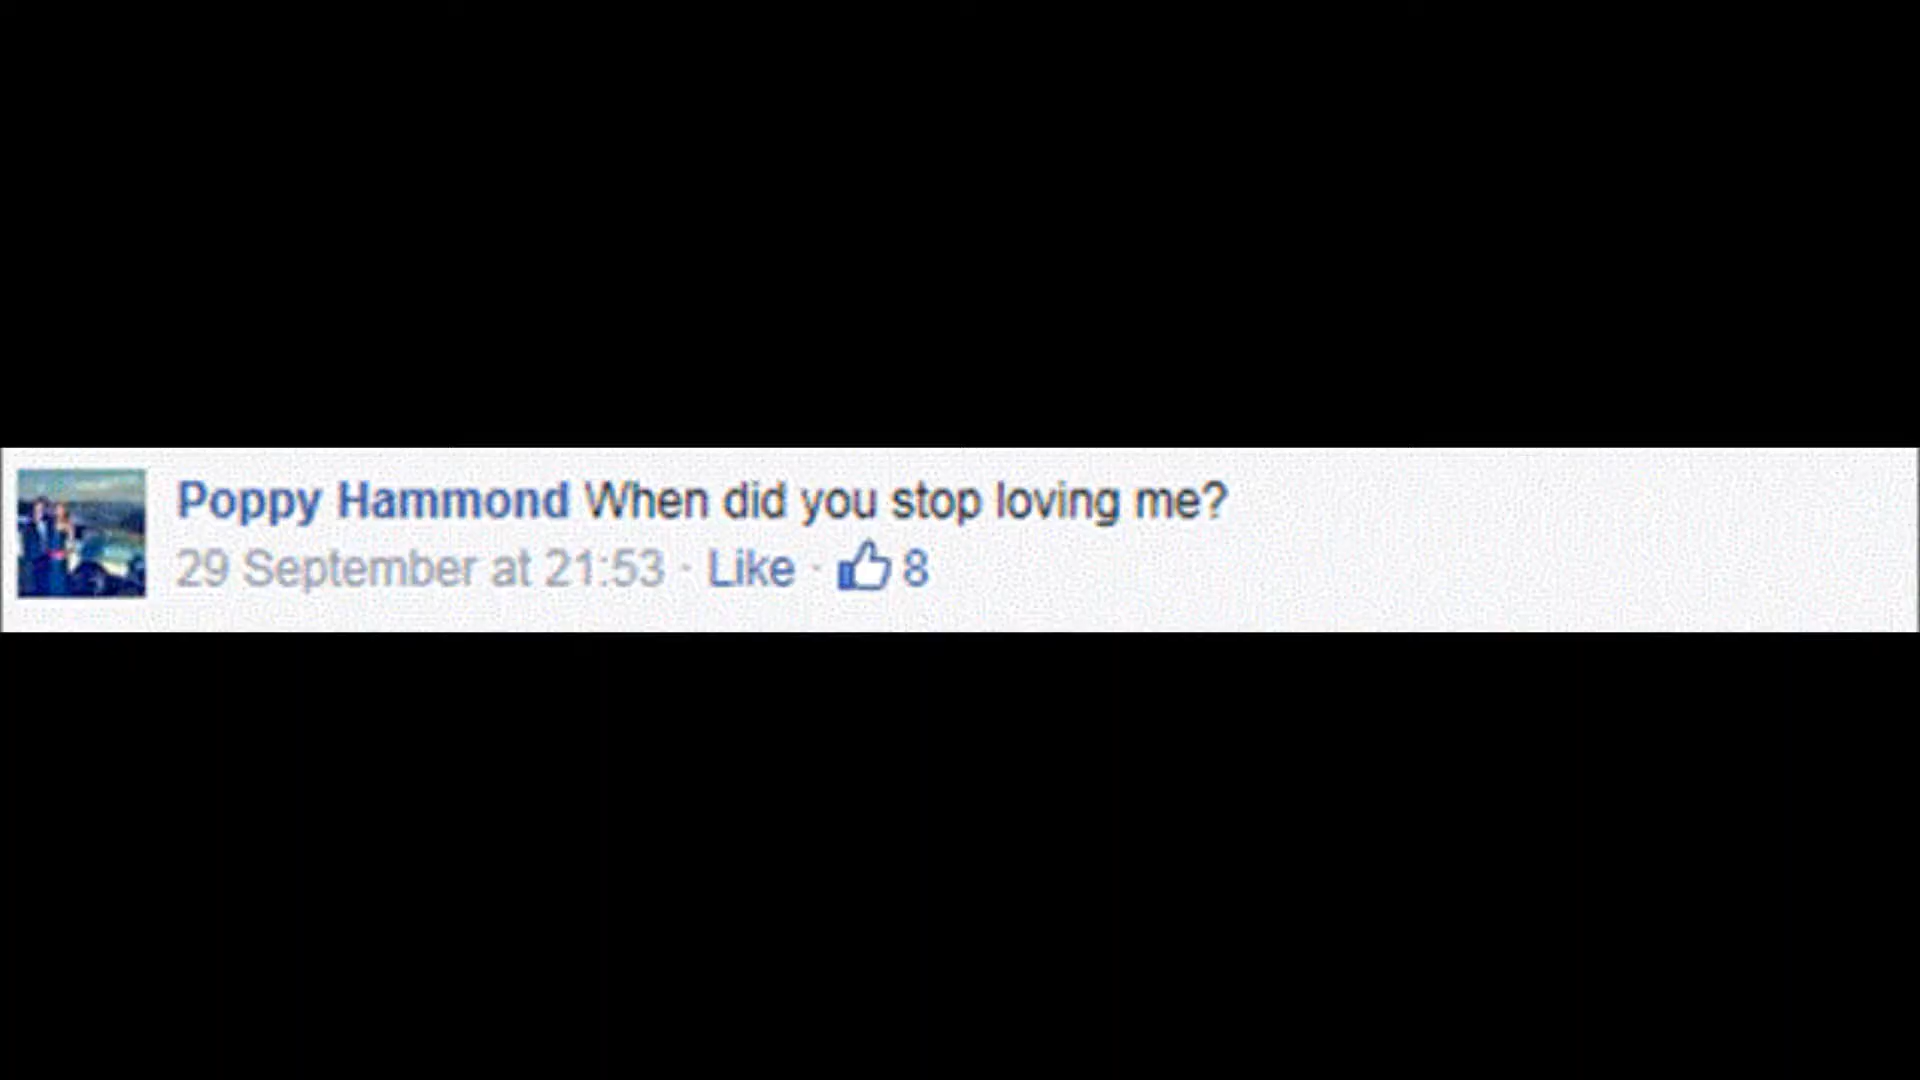 Poppy Hammond When did you stop loving me?
29 September at 21:53 · Like · 8